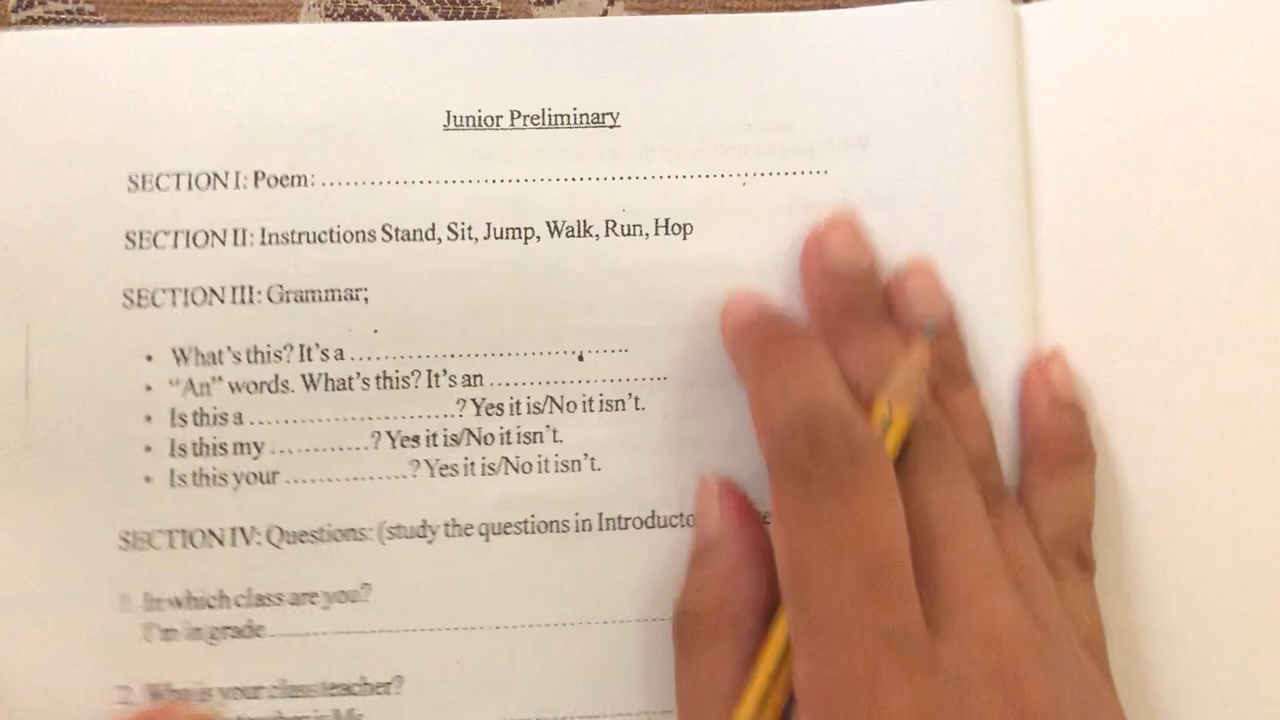 Junior Preliminary
SECTION I: Poem: ..............................................................
SECTION II: Instructions Stand, Sit, Jump, Walk, Run, Hop
SECTION III: Grammar;
• What's this? It's a ..................................
• “An” words. What's this? It's an ......................
• Is this a ..........................? Yes it is/No it isn't.
• Is this my ............? Yes it is/No it isn't.
• Is this your ...............? Yes it is/No it isn't.
SECTION IV: Questions: (study the questions in
1. In which class are you?
I'm in grade ..................................................
2. Who is your class teacher?